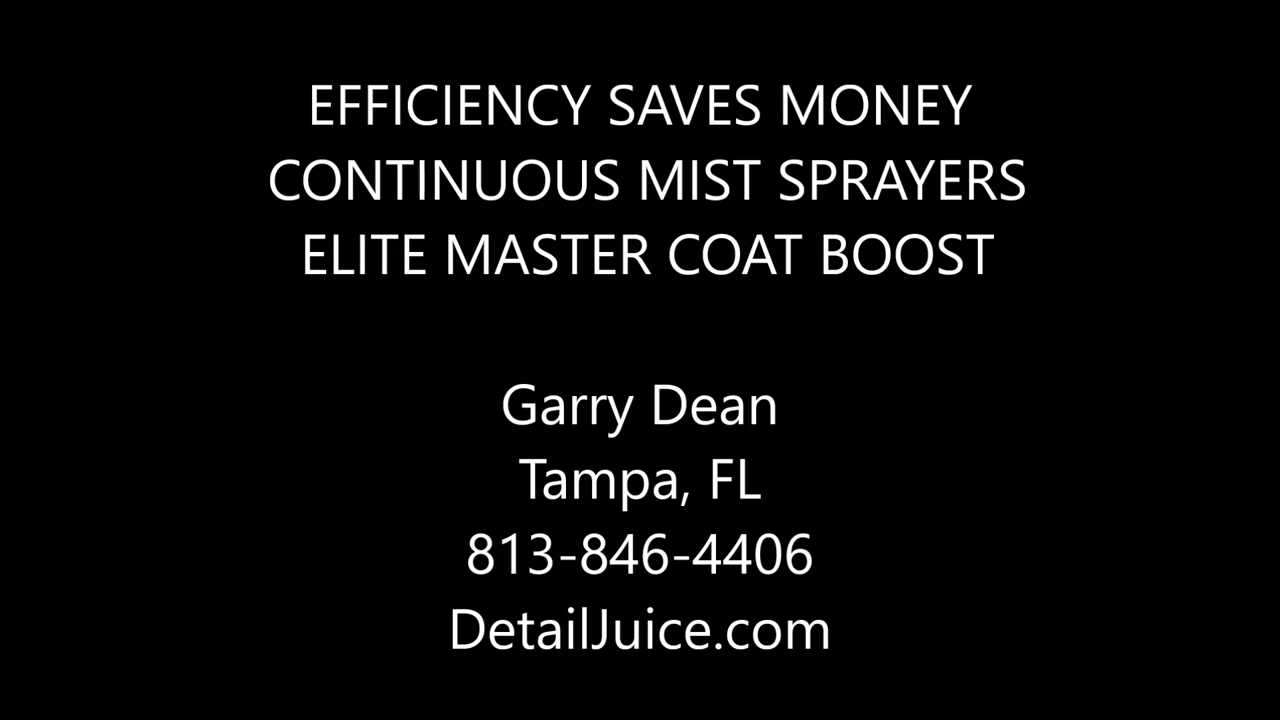 EFFICIENCY SAVES MONEY
CONTINUOUS MIST SPRAYERS
ELITE MASTER COAT BOOST
Garry Dean
Tampa, FL
813-846-4406
DetailJuice.com